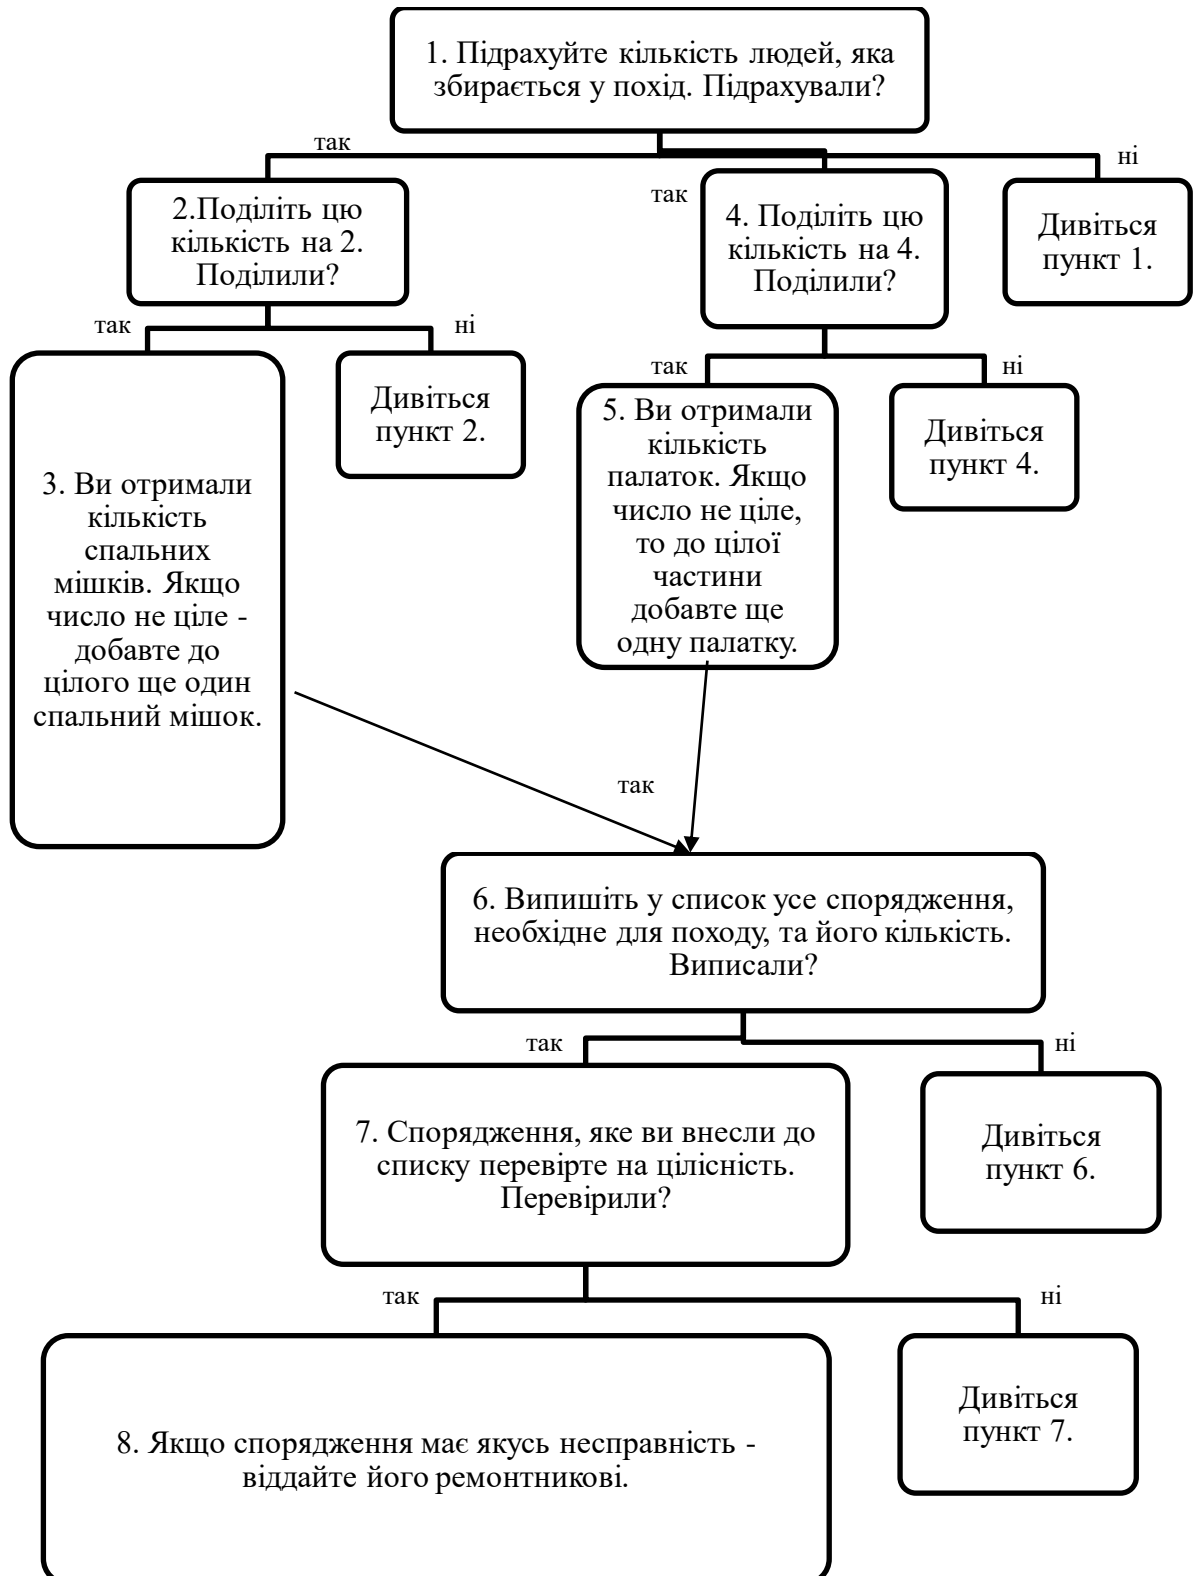 1. Підрахуйте кількість людей, яка
збирається у похід. Підрахували?
так
ні
2.Поділіть цю
кількість на 2.
Поділили?
так
4. Поділіть цю
кількість на 4.
Поділили?
Дивіться
пункт 1.
так
ні
3. Ви отримали
кількість
спальних
мішків. Якщо
число не ціле -
добавте до
цілого ще один
спальний мішок.
Дивіться
пункт 2.
так
ні
5. Ви отримали
кількість
палаток. Якщо
число не ціле,
то до цілої
частини
добавте ще
одну палатку.
Дивіться
пункт 4.
так
6. Випишіть у список усе спорядження,
необхідне для походу, та його кількість.
Виписали?
так
ні
7. Спорядження, яке ви внесли до
списку перевірте на цілісність.
Перевірили?
Дивіться
пункт 6.
так
ні
8. Якщо спорядження має якусь несправність -
віддайте його ремонтникові.
Дивіться
пункт 7.